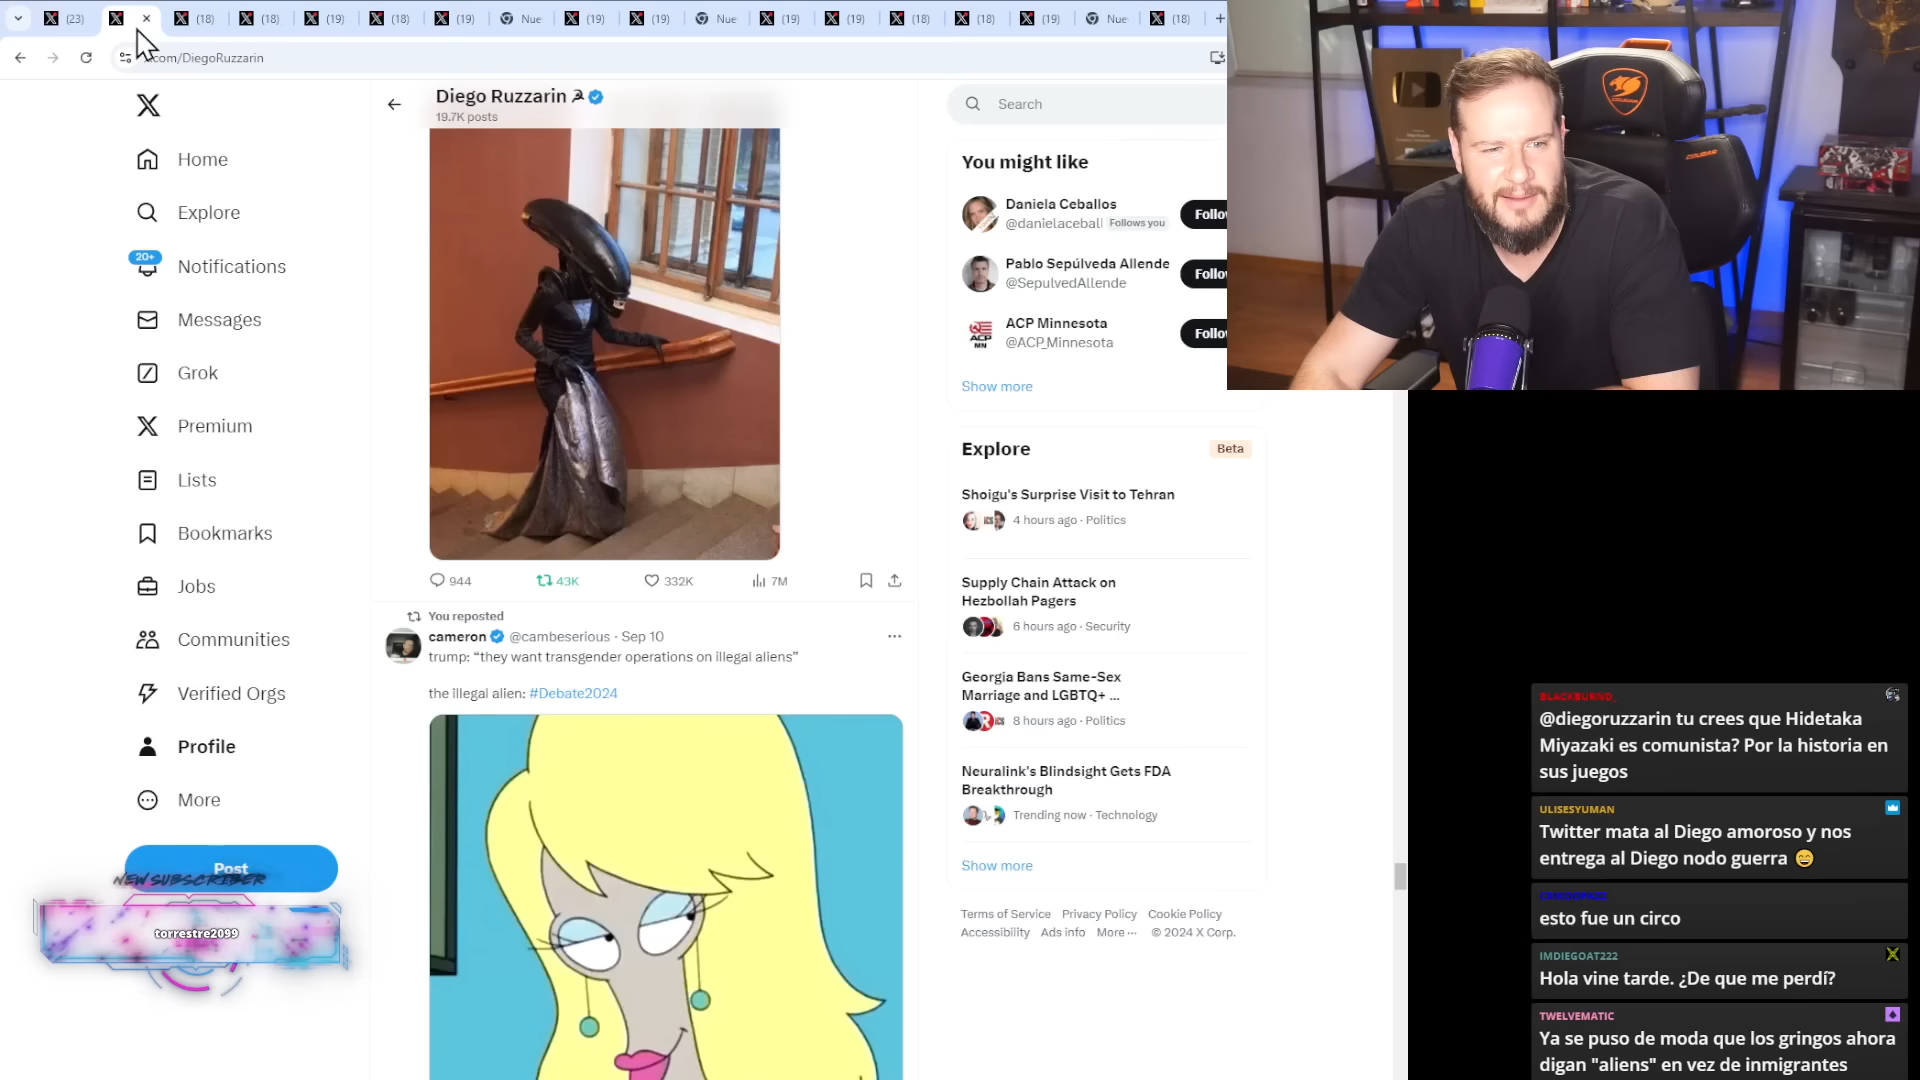 (23)
(18)
(18)
(19)
(18)
(19)
Nue
(19)
(19)
Nue
(19)
(19)
(18)
(18)
(19)
Nue
(18)
.com/DiegoRuzzarin
Home
Explore
20+
Notifications
Messages
Grok
Premium
Lists
Bookmarks
Jobs
Communities
Verified Orgs
Profile
More
Post
NEW SUBSCRIBER
torrestre2099
Diego Ruzzarin
19.7K posts
944 43K 332K 7M
You reposted
cameron @cambeserious · Sep 10
trump: “they want transgender operations on illegal aliens”
the illegal alien: #Debate2024
Search
You might like
Daniela Ceballos
@danielaceball Follows you
Follo
Pablo Sepúlveda Allende
@SepulvedAllende
Follo
ACP Minnesota
@ACP_Minnesota
Follo
Show more
Explore
Beta
Shoigu's Surprise Visit to Tehran
4 hours ago · Politics
Supply Chain Attack on
Hezbollah Pagers
6 hours ago · Security
Georgia Bans Same-Sex
Marriage and LGBTQ+ ...
8 hours ago · Politics
Neuralink's Blindsight Gets FDA
Breakthrough
Trending now · Technology
Show more
Terms of Service Privacy Policy Cookie Policy
Accessibility Ads info More ··· © 2024 X Corp.
COUGAR
COUGAR
BLACKBURND_
@diegoruzzarin tu crees que Hidetaka
Miyazaki es comunista? Por la historia en
sus juegos
ULISESYUMAN
Twitter mata al Diego amoroso y nos
entrega al Diego nodo guerra 😄
esto fue un circo
IMDIEGOAT222
Hola vine tarde. ¿De que me perdí?
TWELVEMATIC
Ya se puso de moda que los gringos ahora
digan "aliens" en vez de inmigrantes